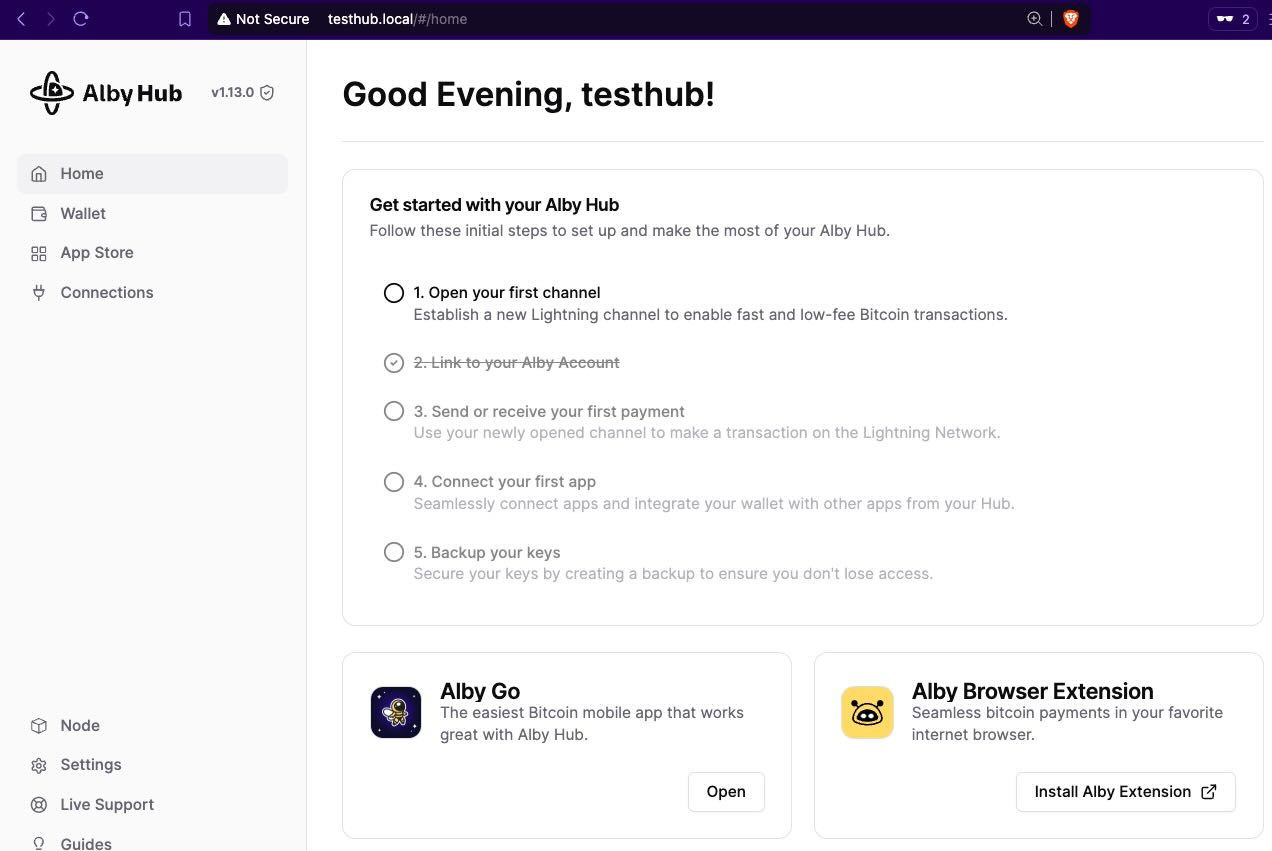 Not Secure testhub.local/#/home
2
Alby Hub v1.13.0
Home
Wallet
App Store
Connections
Node
Settings
Live Support
Guides
Good Evening, testhub!
Get started with your Alby Hub
Follow these initial steps to set up and make the most of your Alby Hub.
1. Open your first channel
Establish a new Lightning channel to enable fast and low-fee Bitcoin transactions.
2. Link to your Alby Account
3. Send or receive your first payment
Use your newly opened channel to make a transaction on the Lightning Network.
4. Connect your first app
Seamlessly connect apps and integrate your wallet with other apps from your Hub.
5. Backup your keys
Secure your keys by creating a backup to ensure you don't lose access.
Alby Go
The easiest Bitcoin mobile app that works
great with Alby Hub.
Open
Alby Browser Extension
Seamless bitcoin payments in your favorite
internet browser.
Install Alby Extension